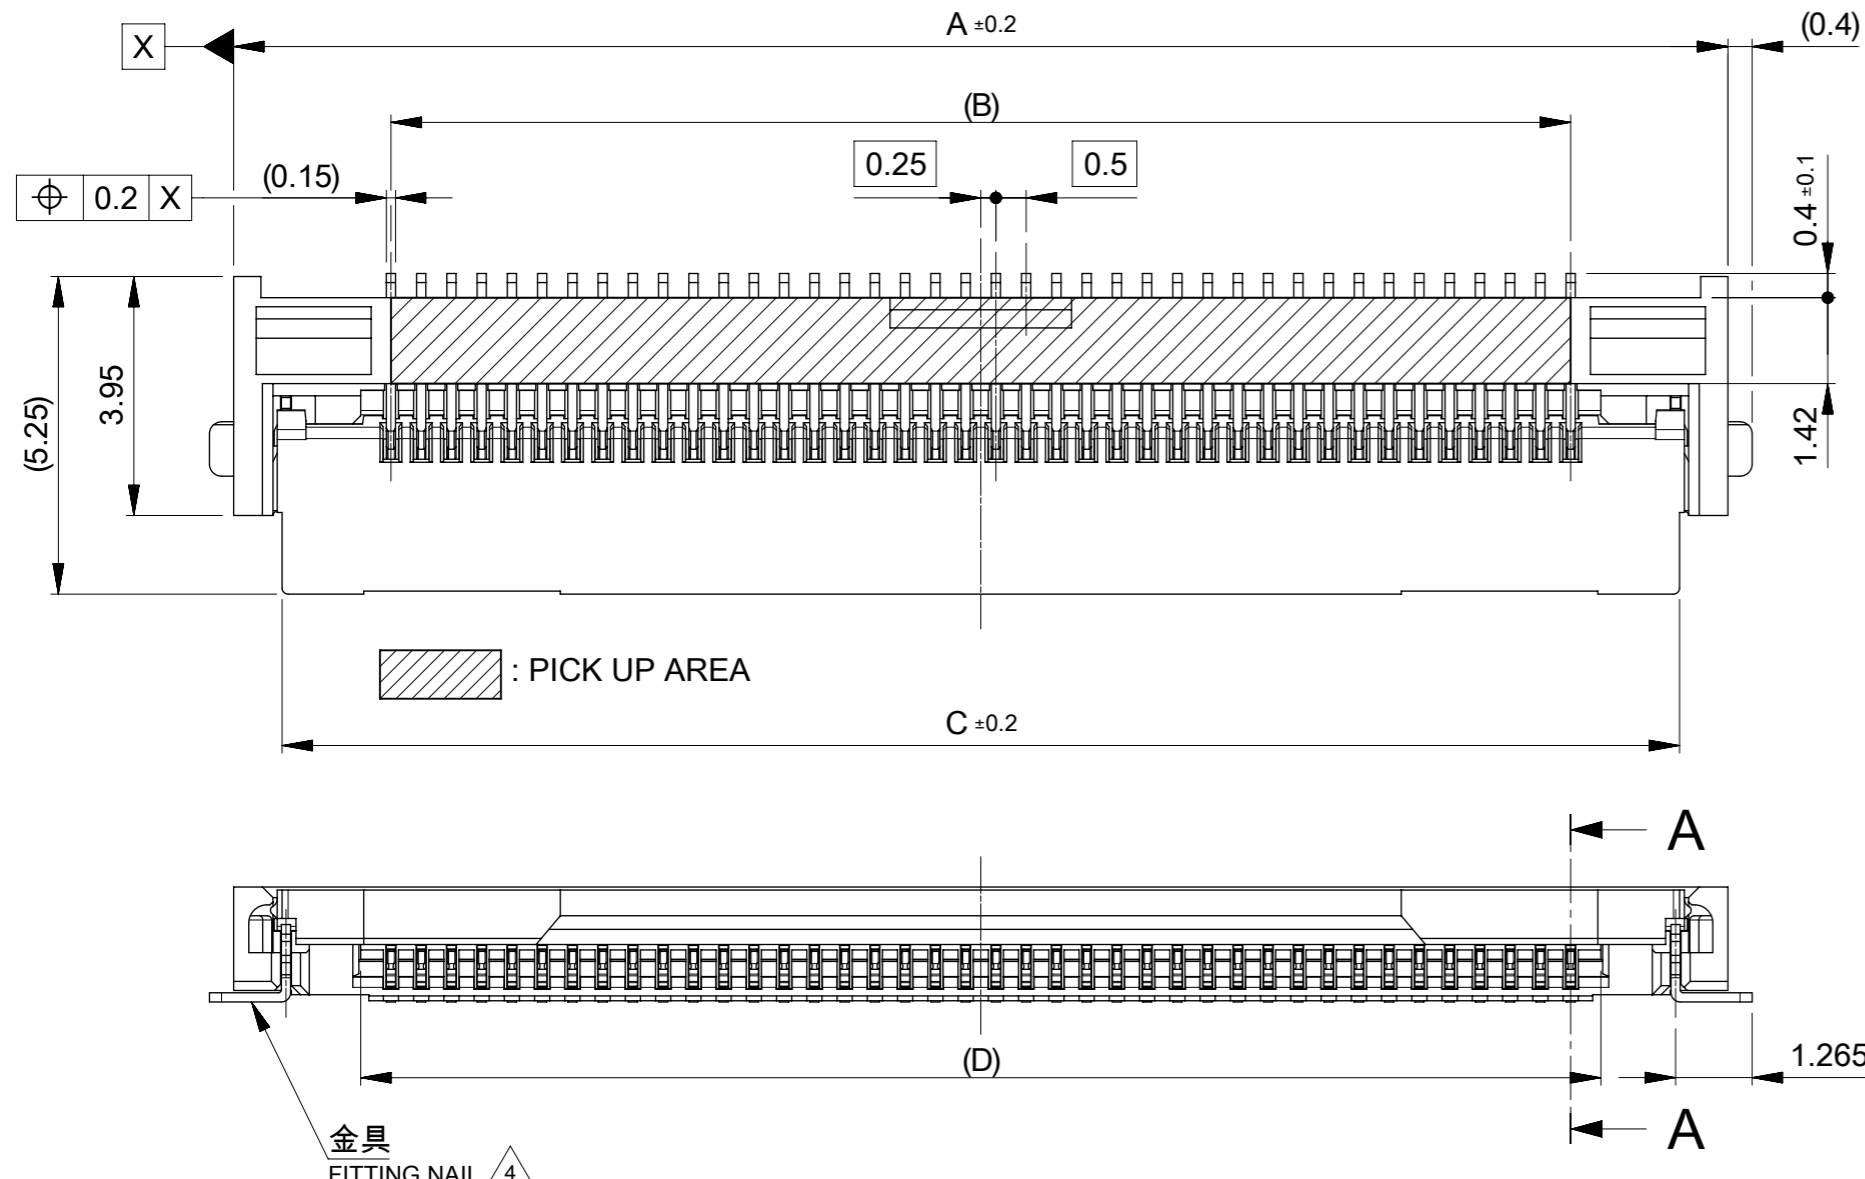 X
A ±0.2
(0.4)
(B)
⌖ 0.2 X
(0.15)
0.25
0.5
0.4 ±0.1
(5.25)
3.95
1.42
: PICK UP AREA
C ±0.2
A
(D)
1.265
A
金具
FITTING NAIL 4